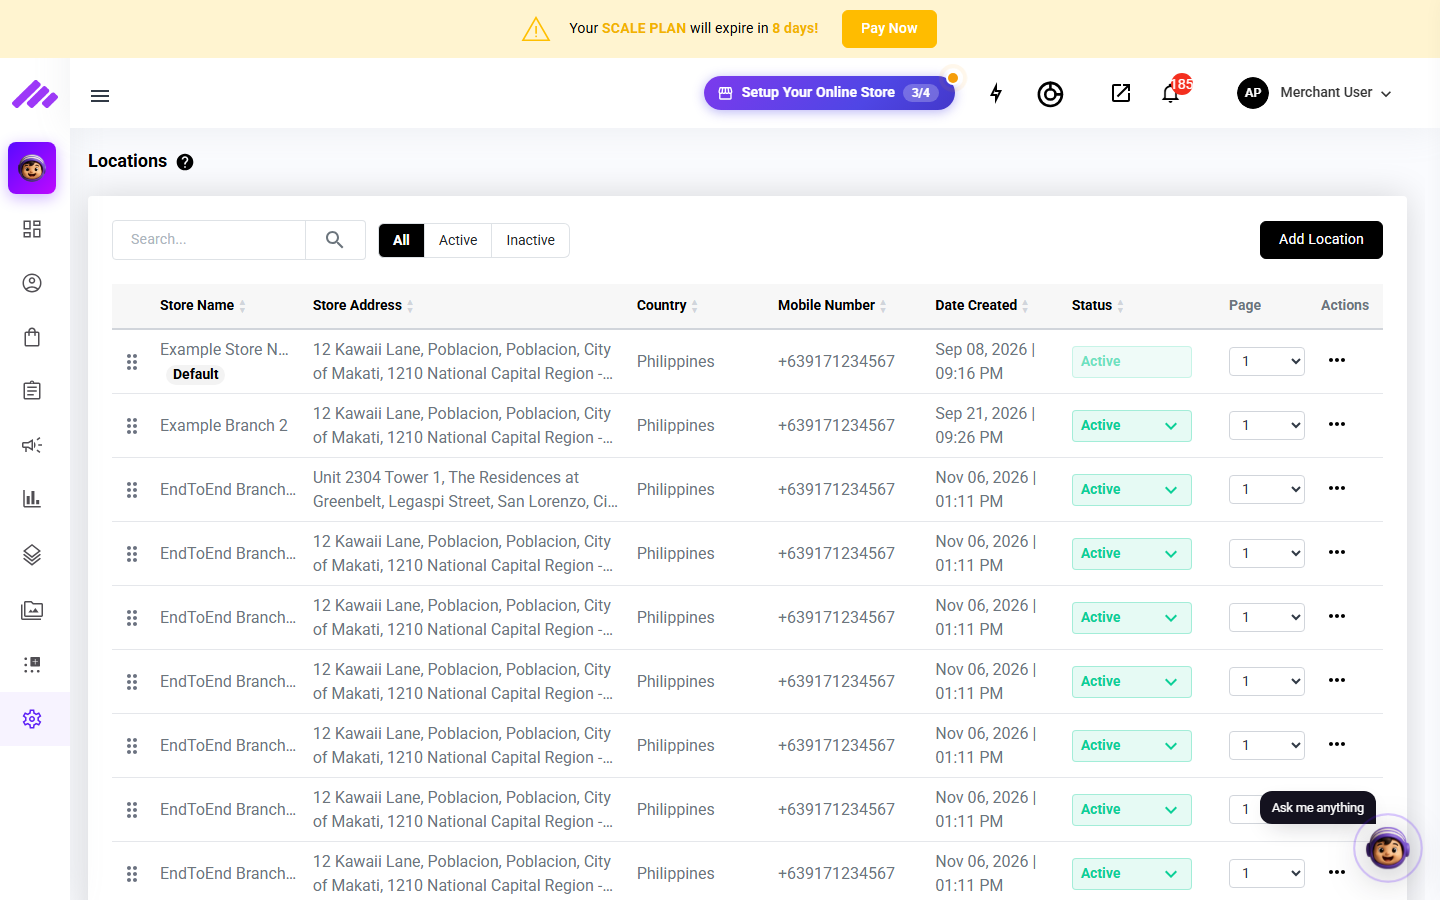 Your SCALE PLAN will expire in 8 days!
Pay Now
Setup Your Online Store 3/4
185
AP
Merchant User
Locations
Search...
All
Active
Inactive
Add Location
Store Name
Store Address
Country
Mobile Number
Date Created
Status
Page
Actions
Example Store N...
Default
12 Kawaii Lane, Poblacion, Poblacion, City
of Makati, 1210 National Capital Region -...
Philippines
+639171234567
Sep 08, 2026 |
09:16 PM
Active
1
Example Branch 2
12 Kawaii Lane, Poblacion, Poblacion, City
of Makati, 1210 National Capital Region -...
Philippines
+639171234567
Sep 21, 2026 |
09:26 PM
Active
1
EndToEnd Branch...
Unit 2304 Tower 1, The Residences at
Greenbelt, Legaspi Street, San Lorenzo, Ci...
Philippines
+639171234567
Nov 06, 2026 |
01:11 PM
Active
1
EndToEnd Branch...
12 Kawaii Lane, Poblacion, Poblacion, City
of Makati, 1210 National Capital Region -...
Philippines
+639171234567
Nov 06, 2026 |
01:11 PM
Active
1
EndToEnd Branch...
12 Kawaii Lane, Poblacion, Poblacion, City
of Makati, 1210 National Capital Region -...
Philippines
+639171234567
Nov 06, 2026 |
01:11 PM
Active
1
EndToEnd Branch...
12 Kawaii Lane, Poblacion, Poblacion, City
of Makati, 1210 National Capital Region -...
Philippines
+639171234567
Nov 06, 2026 |
01:11 PM
Active
1
EndToEnd Branch...
12 Kawaii Lane, Poblacion, Poblacion, City
of Makati, 1210 National Capital Region -...
Philippines
+639171234567
Nov 06, 2026 |
01:11 PM
Active
1
EndToEnd Branch...
12 Kawaii Lane, Poblacion, Poblacion, City
of Makati, 1210 National Capital Region -...
Philippines
+639171234567
Nov 06, 2026 |
01:11 PM
Active
1
Ask me anything
EndToEnd Branch...
12 Kawaii Lane, Poblacion, Poblacion, City
of Makati, 1210 National Capital Region -...
Philippines
+639171234567
Nov 06, 2026 |
01:11 PM
Active
1